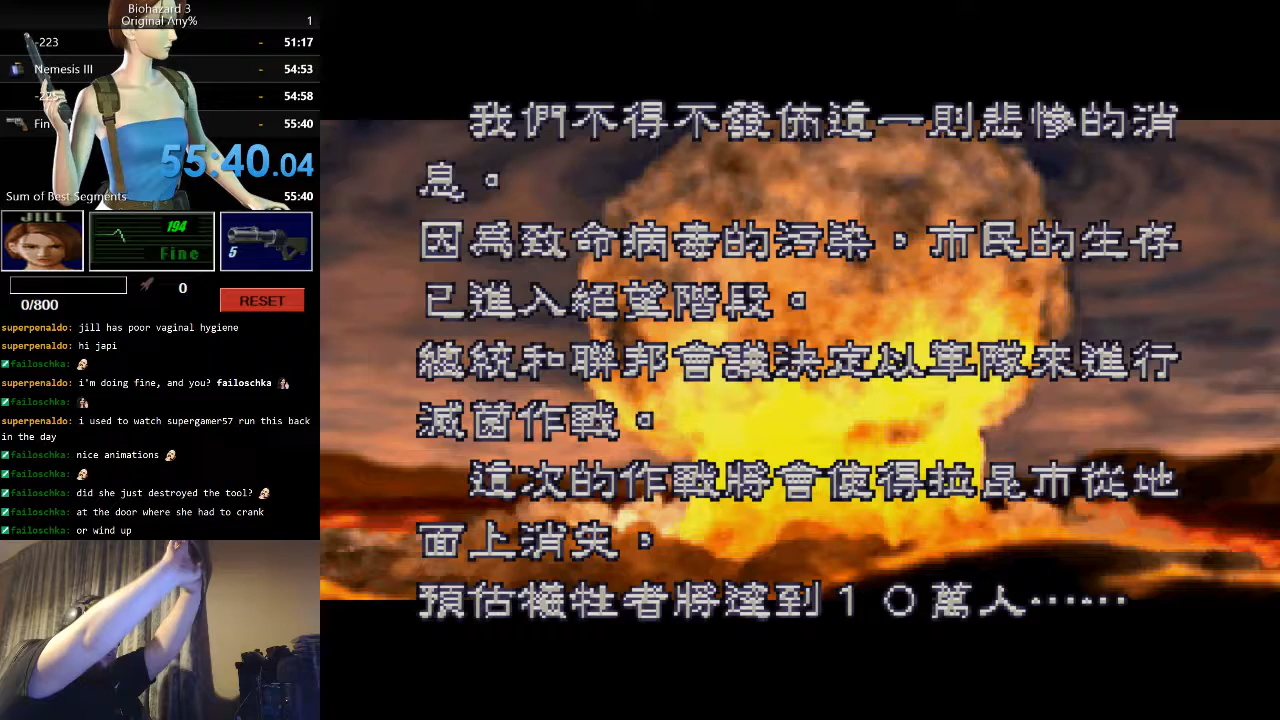 Biohazard 3
Original Any%
1
-223 - 51:17
Nemesis III - 54:53
-225 - 54:58
Fin - 55:40
55:40.04
Sum of Best Segments 55:40
JILL
194
Fine
5
0/800
0
RESET
superpenaldo: jill has poor vaginal hygiene
superpenaldo: hi japi
failoschka:
superpenaldo: i'm doing fine, and you? failoschka
failoschka:
superpenaldo: i used to watch supergamer57 run this back
in the day
failoschka: nice animations
failoschka:
failoschka: did she just destroyed the tool?
failoschka: at the door where she had to crank
failoschka: or wind up
我們不得不發佈這一則悲慘的消
息。
因為致命病毒的污染，市民的生存
已進入絕望階段。
總統和聯邦會議決定以軍隊來進行
滅菌作戰。
這次的作戰將會使得拉昆市從地
面上消失，
預估犧牲者將達到１０萬人……